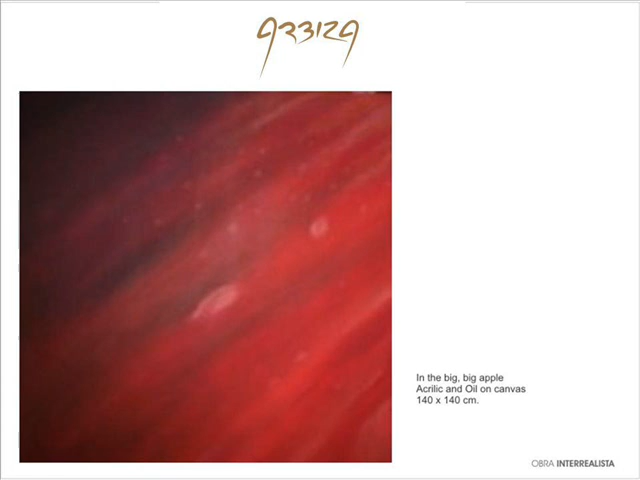 In the big, big apple
Acrilic and Oil on canvas
140 x 140 cm.
OBRA INTERREALISTA